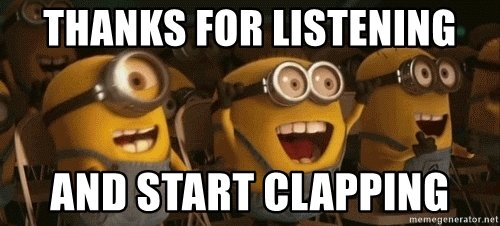 THANKS FOR LISTENING
AND START CLAPPING
memegenerator.net